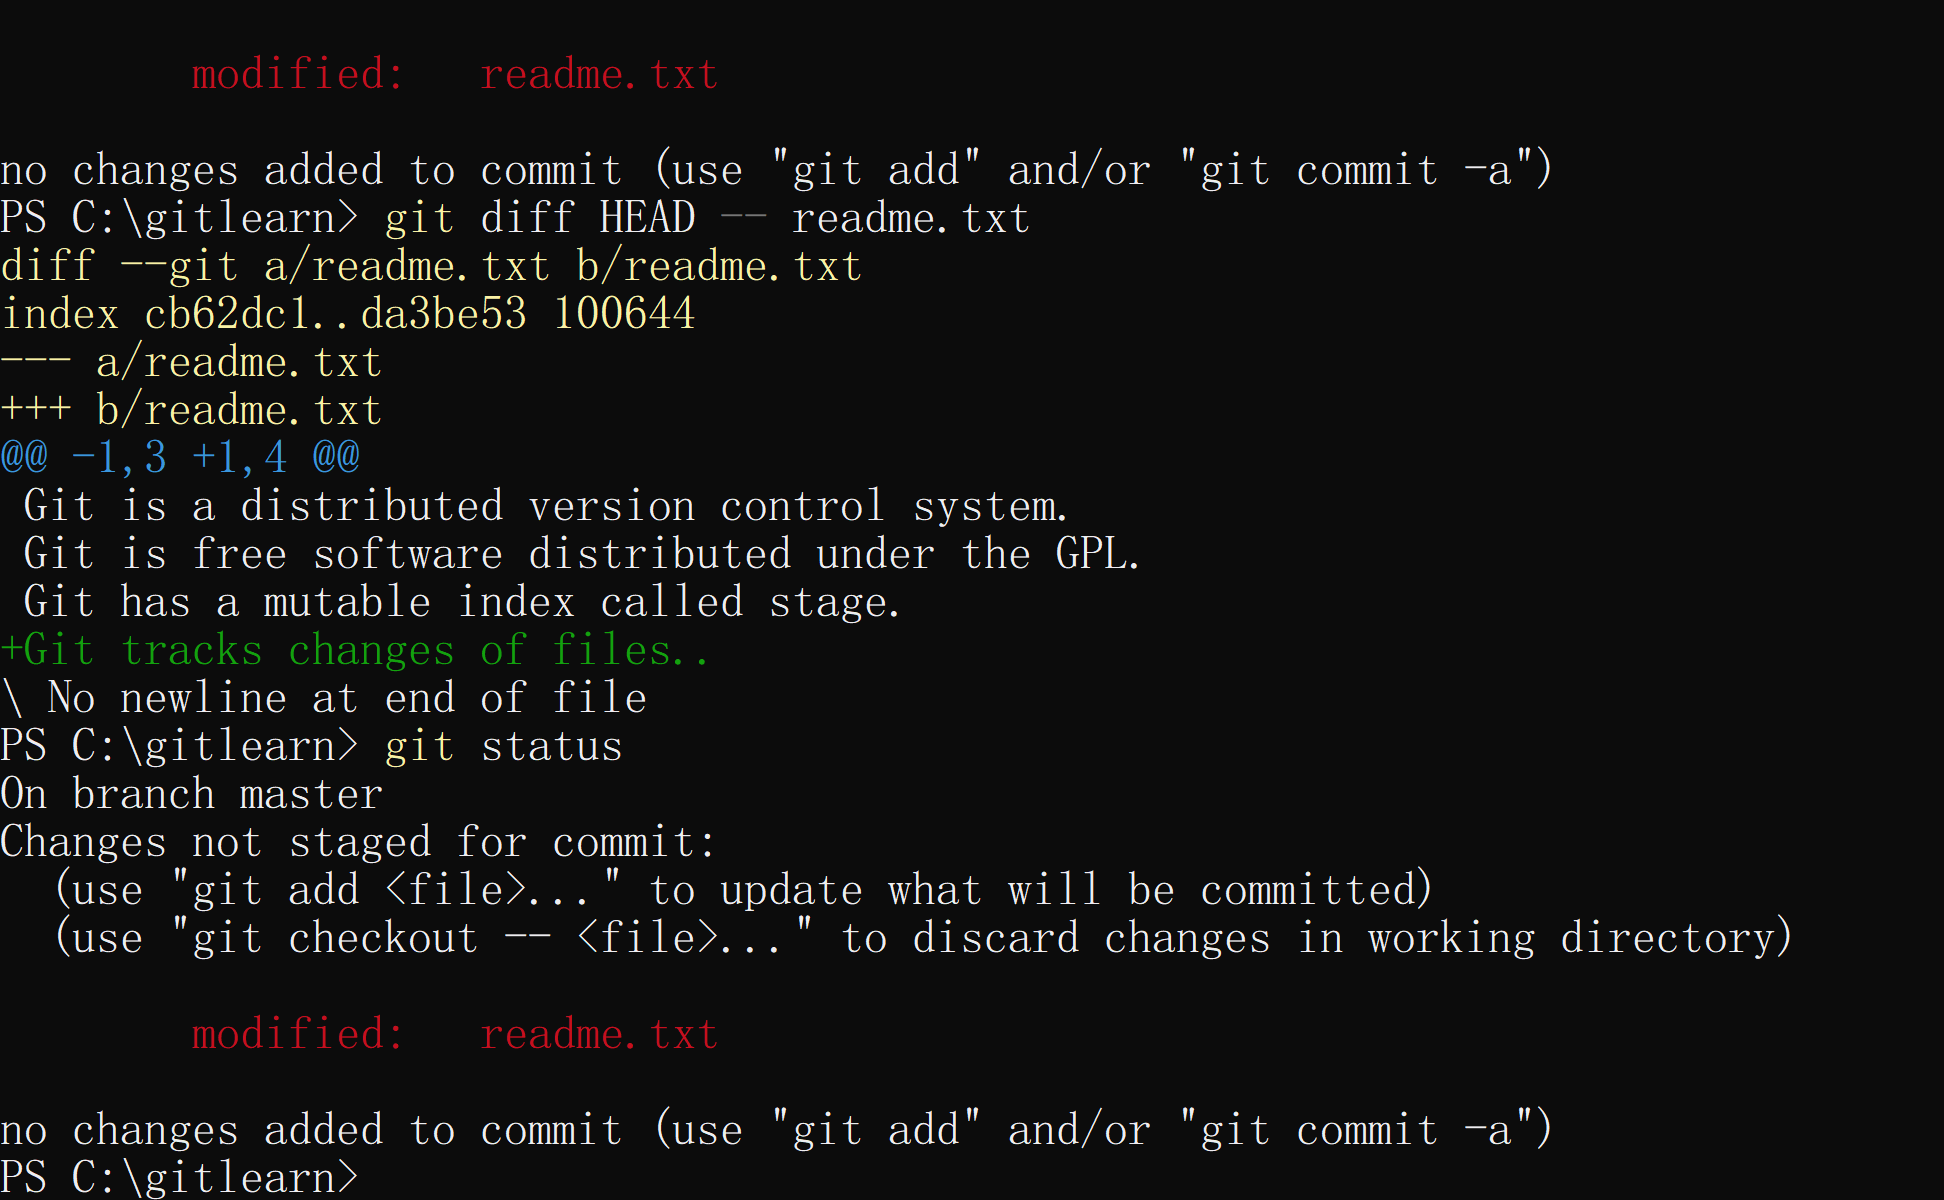 modified:   readme.txt
no changes added to commit (use "git add" and/or "git commit -a")
PS C:\gitlearn> git diff HEAD -- readme.txt
diff --git a/readme.txt b/readme.txt
index cb62dc1..da3be53 100644
--- a/readme.txt
+++ b/readme.txt
@@ -1,3 +1,4 @@
 Git is a distributed version control system.
 Git is free software distributed under the GPL.
 Git has a mutable index called stage.
+Git tracks changes of files..
\ No newline at end of file
PS C:\gitlearn> git status
On branch master
Changes not staged for commit:
  (use "git add <file>..." to update what will be committed)
  (use "git checkout -- <file>..." to discard changes in working directory)
modified:   readme.txt
no changes added to commit (use "git add" and/or "git commit -a")
PS C:\gitlearn>